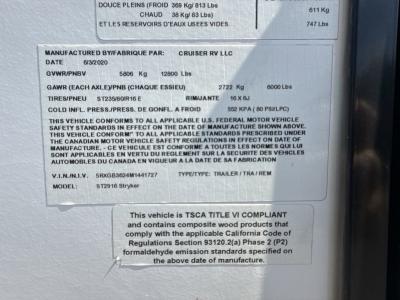 DOUCE PLEINS (FROID 369 Kg/ 813 Lbs
CHAUD 38 Kg/ 83 Lbs 611 Kg
ET LES RESERVOIRS D'EAUX USEES VIDES. 747 Lbs
MANUFACTURED BY/FABRIQUE PAR: CRUISER RV LLC
DATE 6/3/2020
GVWR/PNBV 5806 Kg 12800 Lbs
GAWR (EACH AXLE)/PNB E (CHAQUE ESSIEU) 2722 Kg 6000 Lbs
TIRES/PNEU ST235/80R16 E RIM/JANTE 16 X 6J
COLD INFL. PRESS./PRESS. DE GONFL. A FROID 552 KPA ( 80 PSI/LPC)
THIS VEHICLE CONFORMS TO ALL APPLICABLE U.S. FEDERAL MOTOR VEHICLE
SAFETY STANDARDS IN EFFECT ON THE DATE OF MANUFACTURE SHOWN ABOVE.
THIS VEHICLE CONFORMS TO ALL APPLICABLE STANDARDS PRESCRIBED UNDER
THE CANADIAN MOTOR VEHICLE SAFETY REGULATIONS IN EFFECT ON DATE OF
MANUFACTURE. - CE VEHICULE EST CONFORME A TOUTES LES NORMES QUI LUI
SONT APPLICABLES EN VERTU DU REGLEMENT SUR LA SECURITE DES VEHICLES
AUTOMOBILES DU CANADA EN VIGUEUR A LA DATE DE SA FABRICATION
V.I.N./N.I.V. 5RXGB3624M1441727 TYPE/TYPE: TRAILER / TRA / REM
MODEL: ST2916 Stryker
This vehicle is TSCA TITLE VI COMPLIANT
and contains composite wood products that
comply with the applicable California Code of
Regulations Section 93120.2(a) Phase 2 (P2)
formaldehyde emission standards specified on
the above date of manufacture.